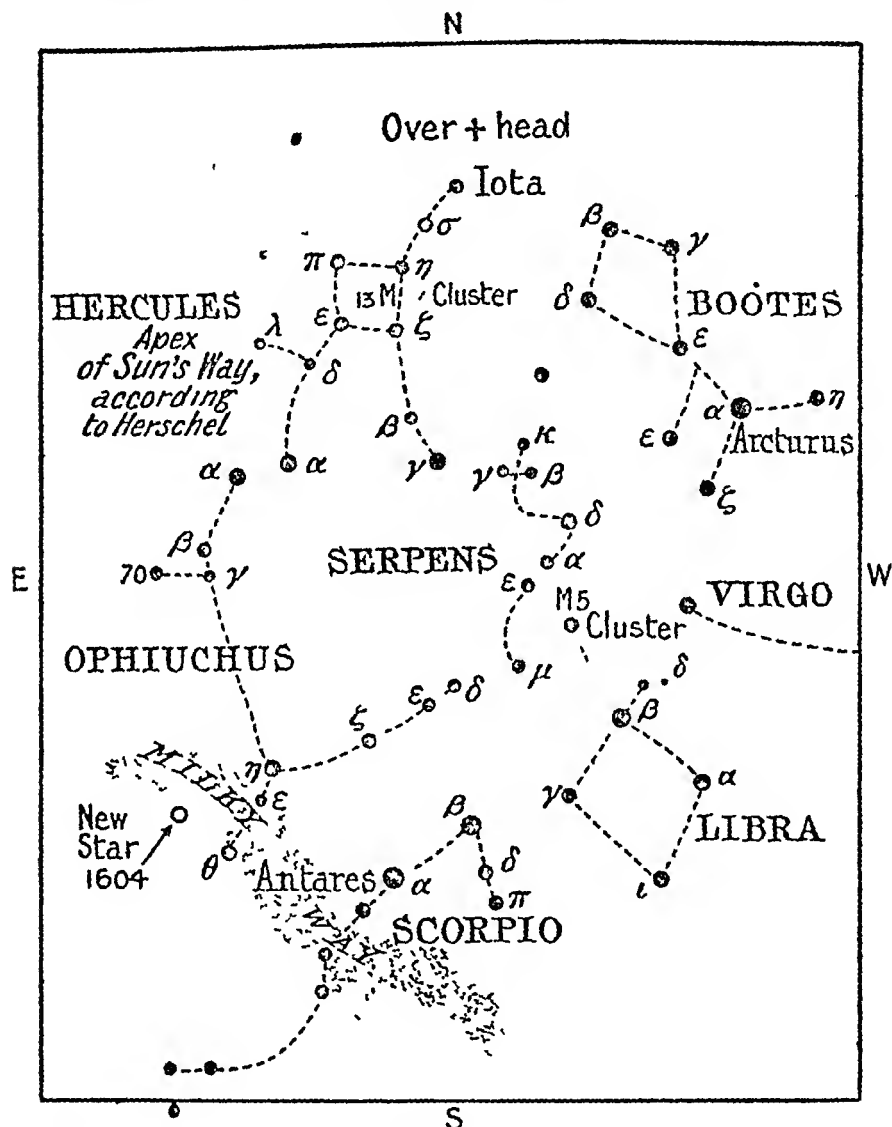 N
Over + head
Iota
σ
β
γ
π
η
HERCULES
13 M
Cluster
δ
BOÖTES
λ
ε
ζ
ε
Apex
of Sun's Way,
according
to Herschel
δ
α
η
β
κ
ε
Arcturus
α
α
γ
γ
β
ζ
β
δ
70
γ
SERPENS
α
E
ε
M5
VIRGO
W
Cluster
OPHIUCHUS
μ
δ
ε
δ
ζ
β
η
MILKY
ε
γ
α
New
Star
1604
β
LIBRA
θ
Antares
α
δ
ι
π
WAY
SCORPIO
S